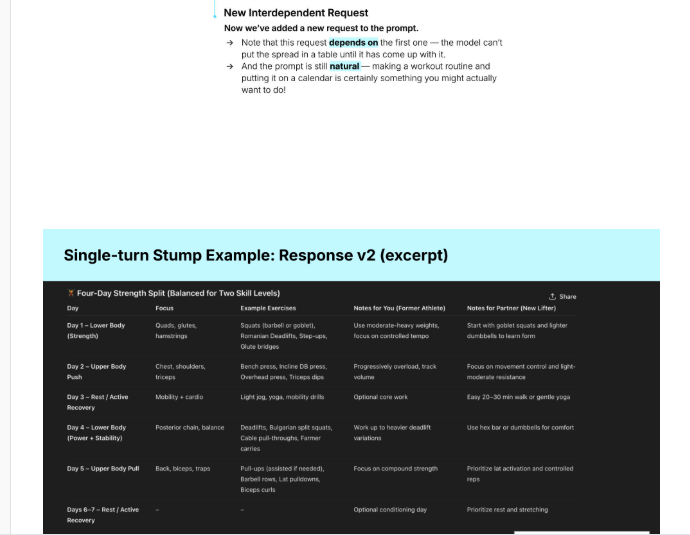 New Interdependent Request
Now we've added a new request to the prompt.
→ Note that this request depends on the first one — the model can't
put the spread in a table until it has come up with it.
→ And the prompt is still natural — making a workout routine and
putting it on a calendar is certainly something you might actually
want to do!
Single-turn Stump Example: Response v2 (excerpt)
Four-Day Strength Split (Balanced for Two Skill Levels)
Share
Day Focus Example Exercises Notes for You (Former Athlete) Notes for Partner (New Lifter)
Day 1 – Lower Body Quads, glutes, Squats (barbell or goblet), Use moderate-heavy weights, Start with goblet squats and lighter
(Strength) hamstrings Romanian Deadlifts, Step-ups, focus on controlled tempo dumbbells to learn form
Glute bridges
Day 2 – Upper Body Chest, shoulders, Bench press, Incline DB press, Progressively overload, track Focus on movement control and light-
Push triceps Overhead press, Triceps dips volume moderate resistance
Day 3 – Rest / Active Mobility + cardio Light jog, yoga, mobility drills Optional core work Easy 20–30 min walk or gentle yoga
Recovery
Day 4 – Lower Body Posterior chain, balance Deadlifts, Bulgarian split squats, Work up to heavier deadlift Use hex bar or dumbbells for comfort
(Power + Stability) Cable pull-throughs, Farmer variations
carries
Day 5 – Upper Body Pull Back, biceps, traps Pull-ups (assisted if needed), Focus on compound strength Prioritize lat activation and controlled
Barbell rows, Lat pulldowns, reps
Biceps curls
Days 6–7 – Rest / Active – – Optional conditioning day Prioritize rest and stretching
Recovery